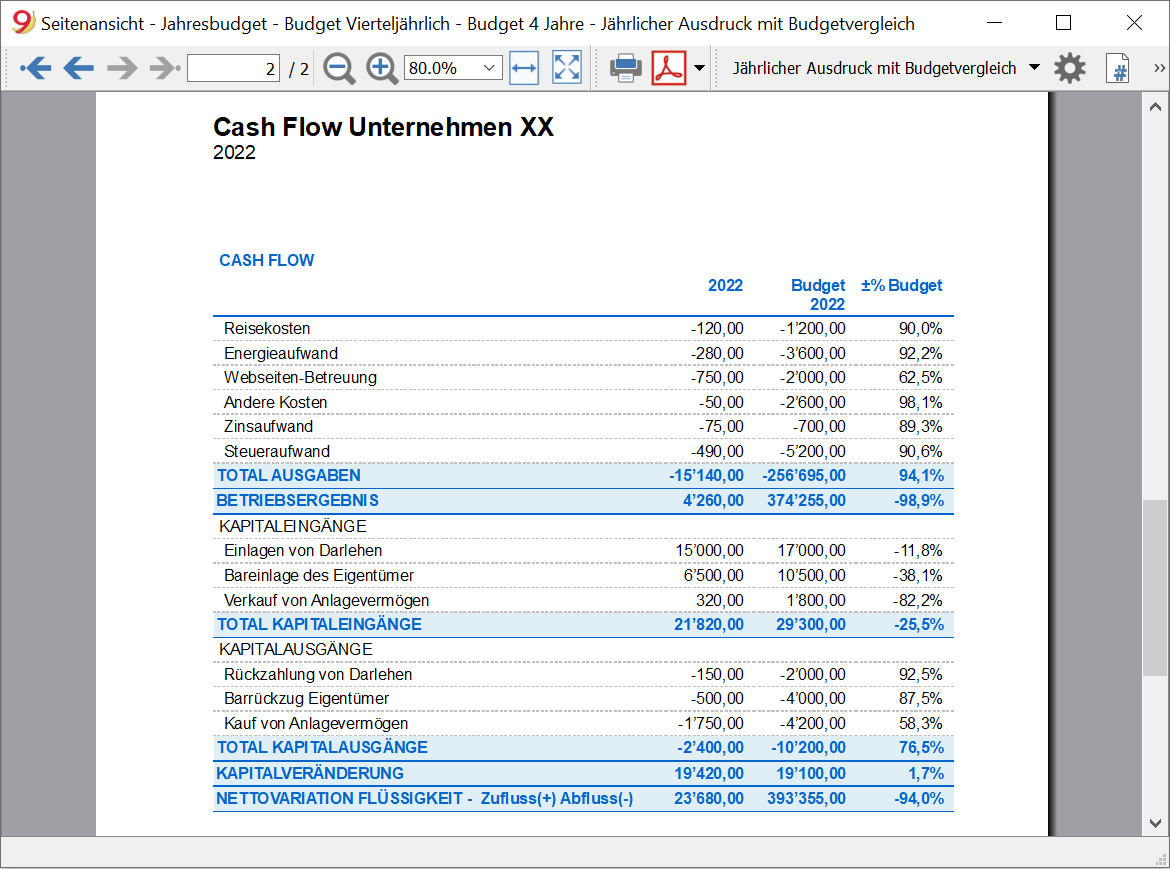 Seitenansicht - Jahresbudget - Budget Vierteljährlich - Budget 4 Jahre - Jährlicher Ausdruck mit Budgetvergleich
2 / 2 80.0% Jährlicher Ausdruck mit Budgetvergleich # »
Cash Flow Unternehmen XX
2022
CASH FLOW
2022 Budget ±% Budget
2022
Reisekosten -120,00 -1’200,00 90,0%
Energieaufwand -280,00 -3’600,00 92,2%
Webseiten-Betreuung -750,00 -2’000,00 62,5%
Andere Kosten -50,00 -2’600,00 98,1%
Zinsaufwand -75,00 -700,00 89,3%
Steueraufwand -490,00 -5’200,00 90,6%
TOTAL AUSGABEN -15’140,00 -256’695,00 94,1%
BETRIEBSERGEBNIS 4’260,00 374’255,00 -98,9%
KAPITALEINGÄNGE
Einlagen von Darlehen 15’000,00 17’000,00 -11,8%
Bareinlage des Eigentümer 6’500,00 10’500,00 -38,1%
Verkauf von Anlagevermögen 320,00 1’800,00 -82,2%
TOTAL KAPITALEINGÄNGE 21’820,00 29’300,00 -25,5%
KAPITALAUSGÄNGE
Rückzahlung von Darlehen -150,00 -2’000,00 92,5%
Barrückzug Eigentümer -500,00 -4’000,00 87,5%
Kauf von Anlagevermögen -1’750,00 -4’200,00 58,3%
TOTAL KAPITALAUSGÄNGE -2’400,00 -10’200,00 76,5%
KAPITALVERÄNDERUNG 19’420,00 19’100,00 1,7%
NETTOVARIATION FLÜSSIGKEIT - Zufluss(+) Abfluss(-) 23’680,00 393’355,00 -94,0%